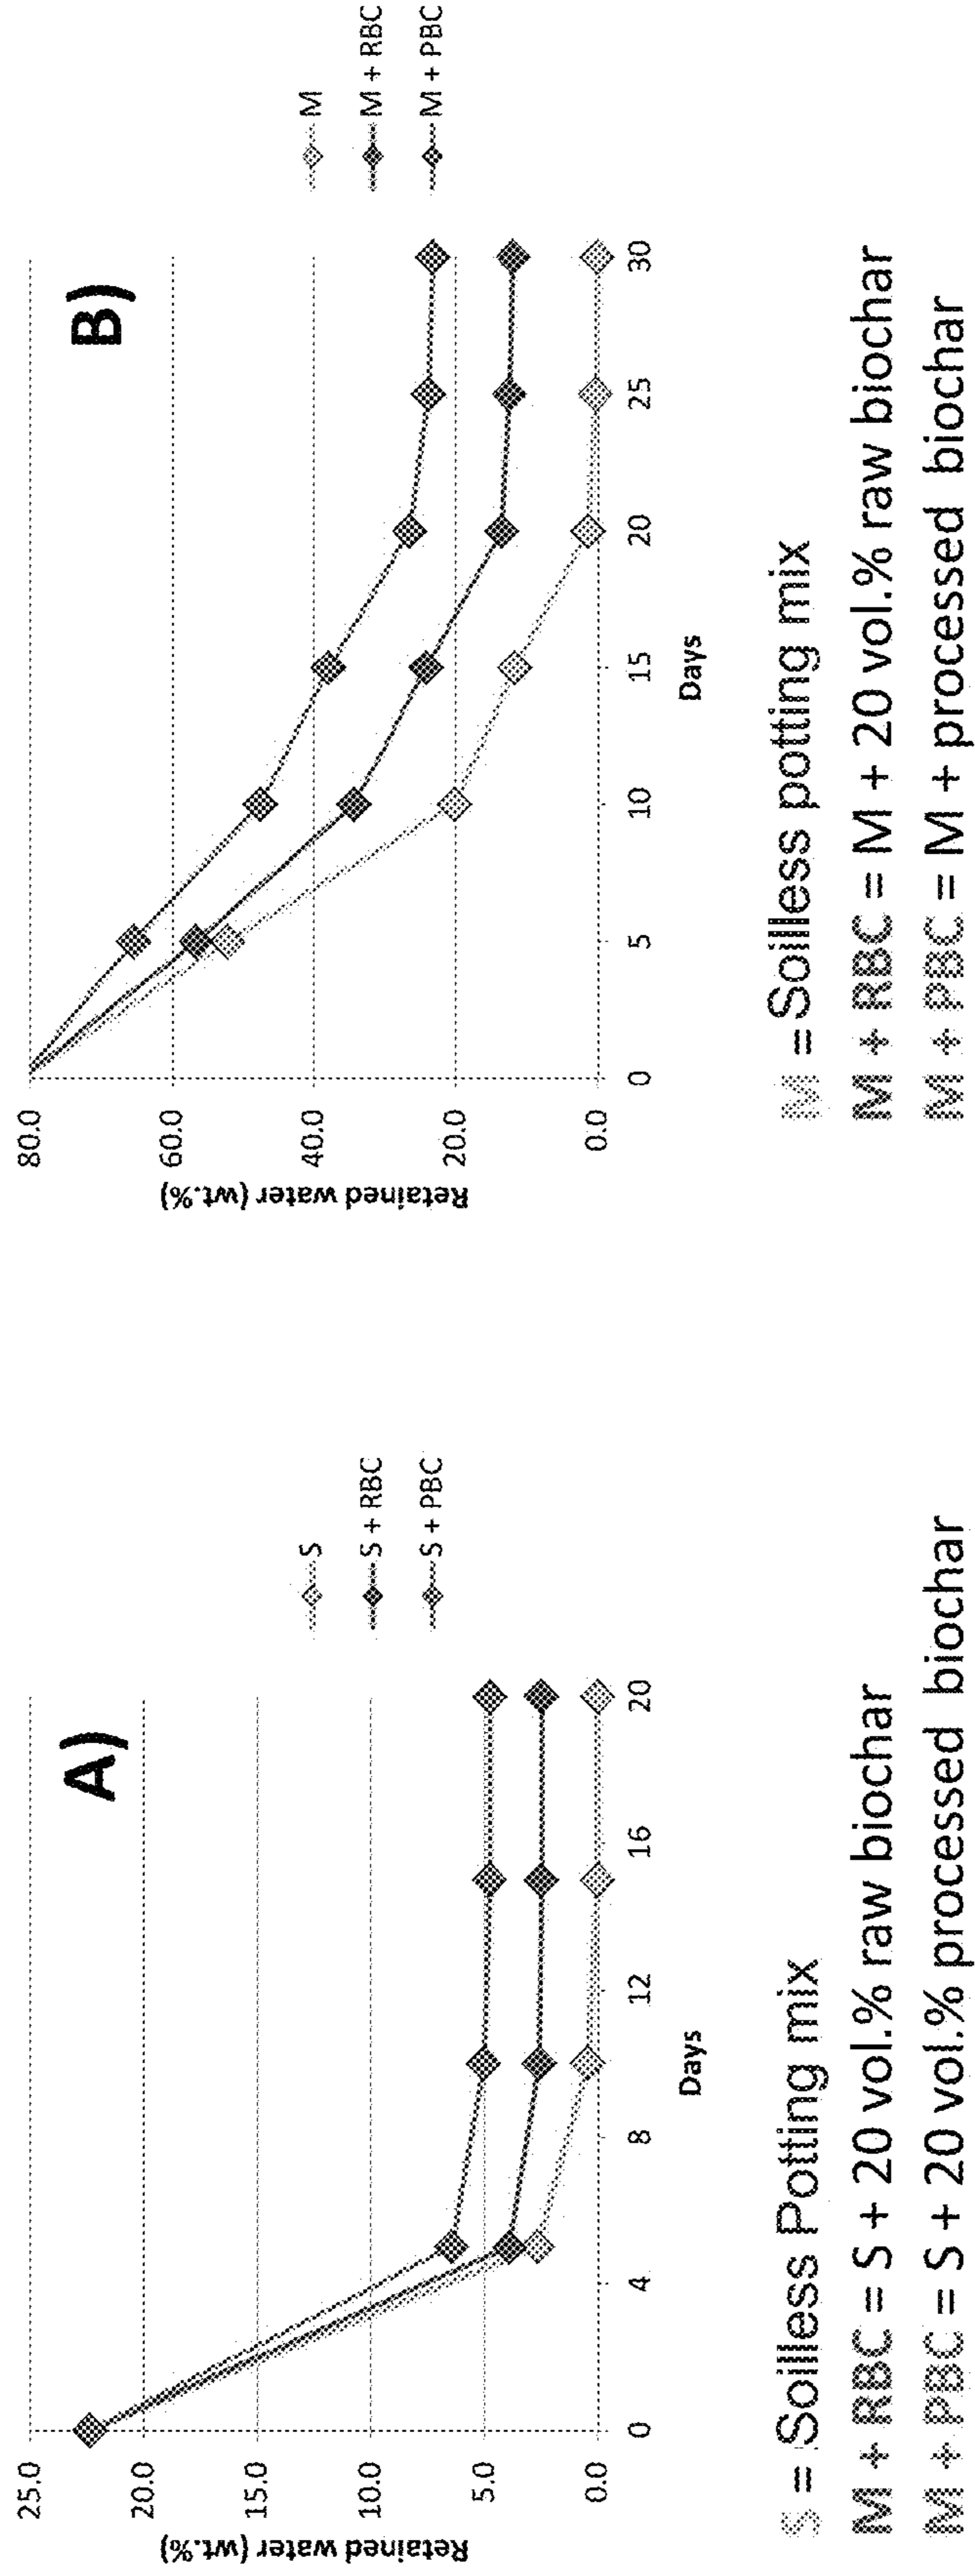 A)
Retained water (wt.%)
25.0
20.0
15.0
10.0
5.0
0.0
0 4 8 12 16 20
Days
S
S + RBC
S + PBC
S = Soilless Potting mix
M + RBC = S + 20 vol.% raw biochar
M + PBC = S + 20 vol.% processed biochar
B)
Retained water (wt.%)
80.0
60.0
40.0
20.0
0.0
0 5 10 15 20 25 30
Days
M
M + RBC
M + PBC
M =Soilless potting mix
M + RBC = M + 20 vol.% raw biochar
M + PBC = M + processed biochar